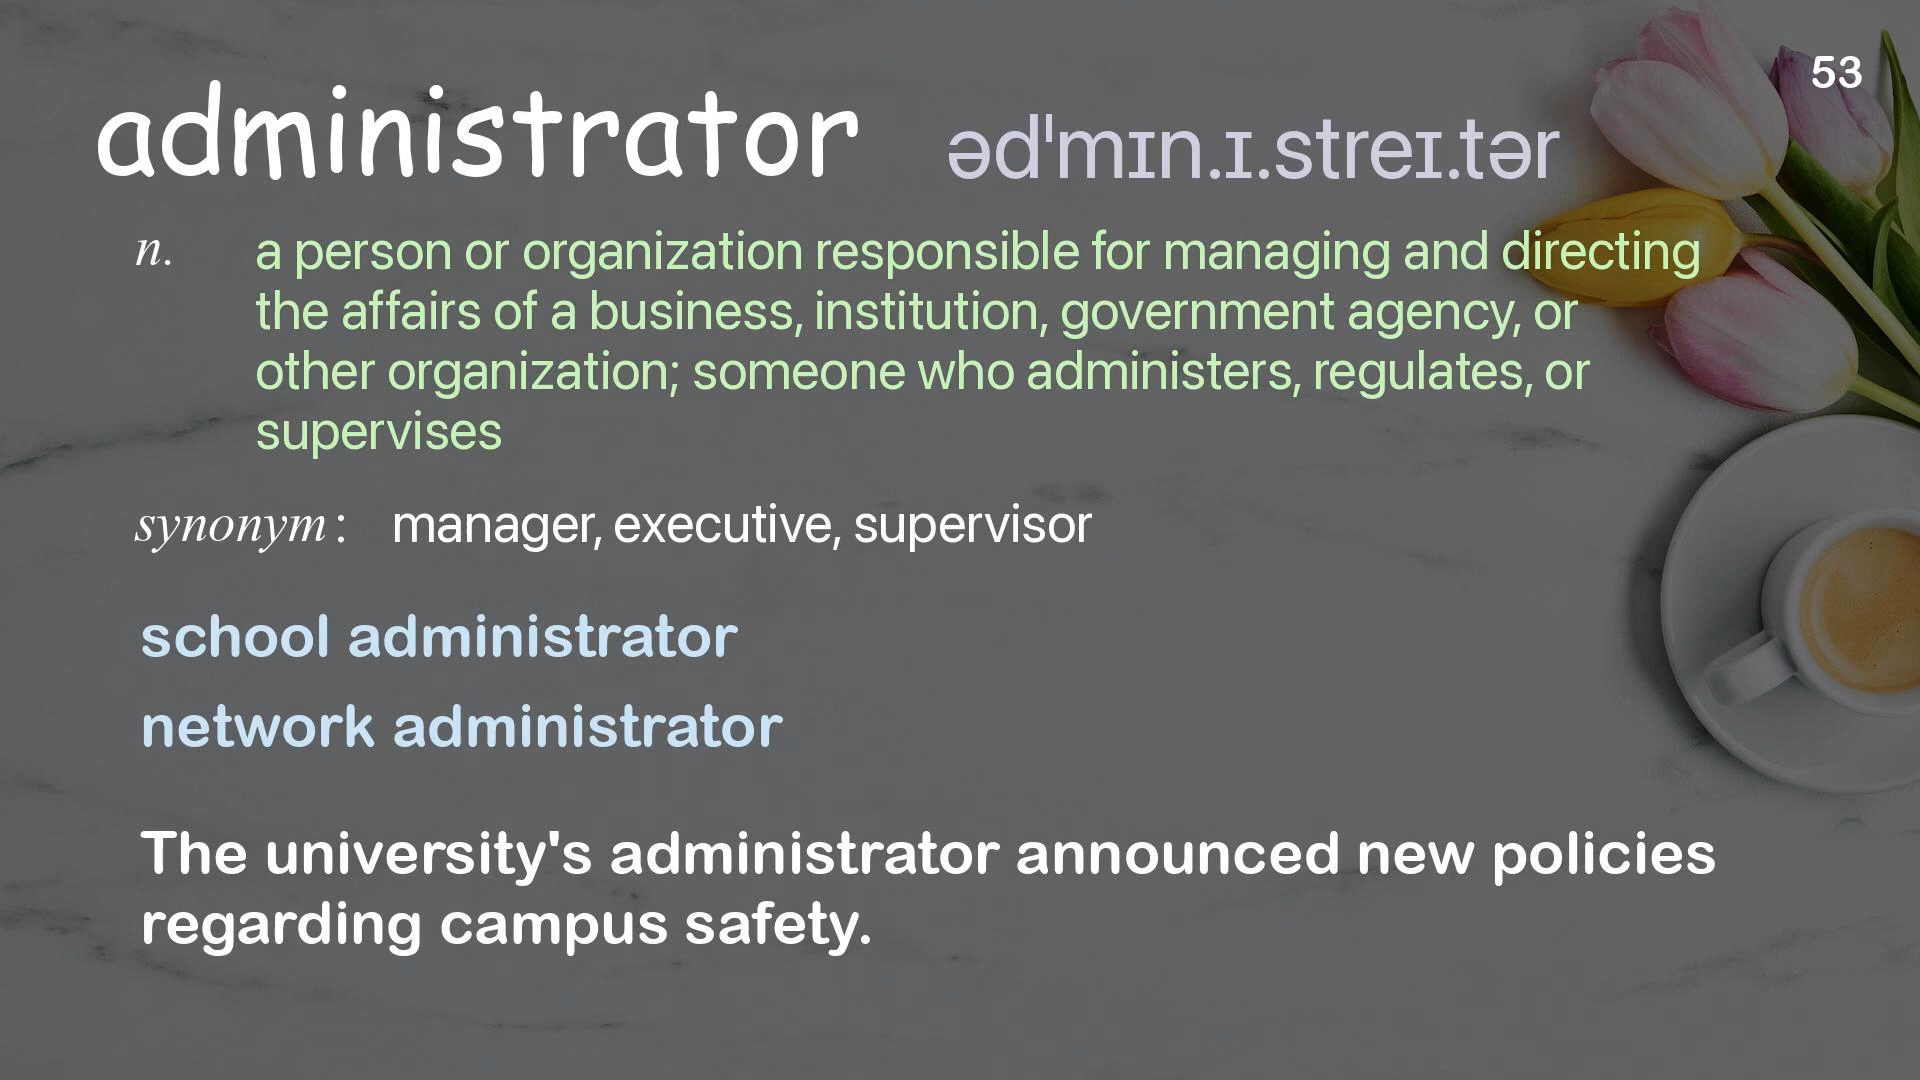 53
administrator ədˈmɪn.ɪ.streɪ.tər
n. a person or organization responsible for managing and directing
the affairs of a business, institution, government agency, or
other organization; someone who administers, regulates, or
supervises
synonym: manager, executive, supervisor
school administrator
network administrator
The university's administrator announced new policies
regarding campus safety.